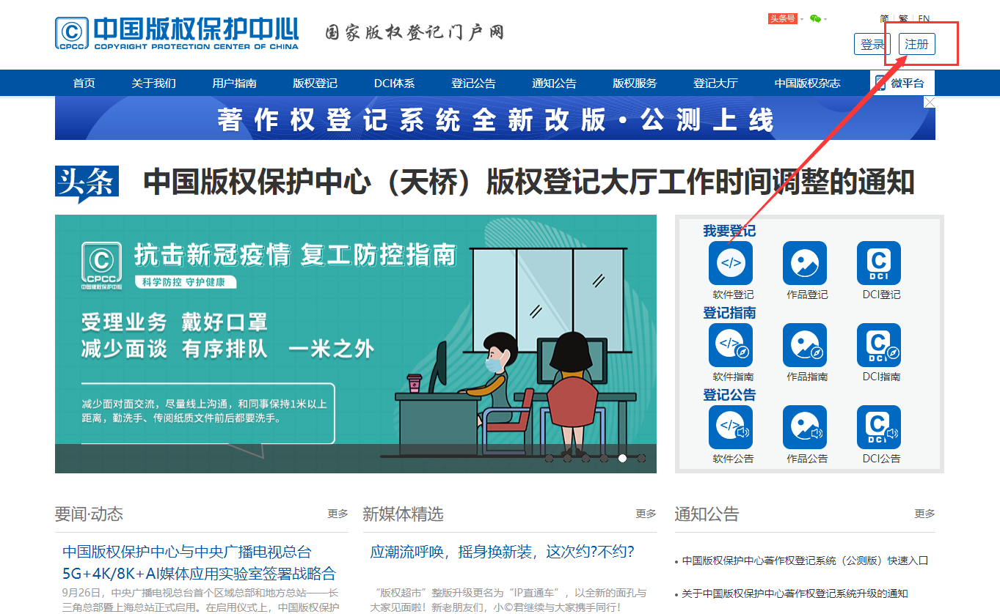 中国版权保护中心
CPCC
COPYRIGHT PROTECTION CENTER OF CHINA
国家版权登记门户网
头条号
简 繁 EN
登录 注册
首页 关于我们 用户指南 版权登记 DCI体系 登记公告 通知公告 版权服务 登记大厅 中国版权杂志 微平台
著作权登记系统全新改版·公测上线
头条
中国版权保护中心（天桥）版权登记大厅工作时间调整的通知
C
CPCC
中国版权保护中心
抗击新冠疫情 复工防控指南
科学防控 守护健康
受理业务 戴好口罩
减少面谈 有序排队 一米之外
减少面对面交流，尽量线上沟通，和同事保持1米以上
距离，勤洗手、传阅纸质文件前后都要洗手。
我要登记
</> C DCI
软件登记 作品登记 DCI登记
登记指南
</> C DCI
软件指南 作品指南 DCI指南
登记公告
</> C DCI
软件公告 作品公告 DCI公告
要闻·动态 更多
中国版权保护中心与中央广播电视总台
5G+4K/8K+AI媒体应用实验室签署战略合
9月26日，中央广播电视总台首个区域总部和地方总站——长
三角总部暨上海总站正式启用。在启用仪式上，中国版权保护
新媒体精选 更多
应潮流呼唤，摇身换新装，这次约?不约?
“版权超市”整版升级更名为“IP直通车”，以全新的面孔与
大家见面啦！新老朋友们，小©君继续与大家携手同行！
通知公告 更多
中国版权保护中心著作权登记系统（公测版）快速入口
关于中国版权保护中心著作权登记系统升级的通知